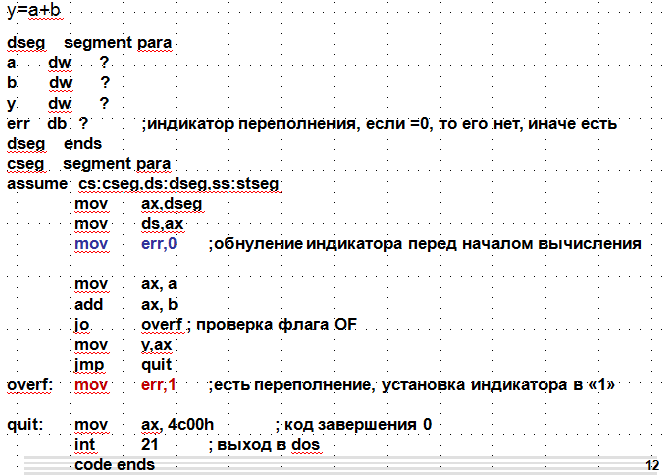 y=a+b
dseg segment para
a dw ?
b dw ?
y dw ?
err db ? ;индикатор переполнения, если =0, то его нет, иначе есть
dseg ends
cseg segment para
assume cs:cseg,ds:dseg,ss:stseg
mov ax,dseg
mov ds,ax
mov err,0 ;обнуление индикатора перед началом вычисления
mov ax, a
add ax, b
jo overf ; проверка флага OF
mov y,ax
jmp quit
overf: mov err,1 ;есть переполнение, установка индикатора в «1»
quit: mov ax, 4c00h ; код завершения 0
int 21 ; выход в dos
code ends
12